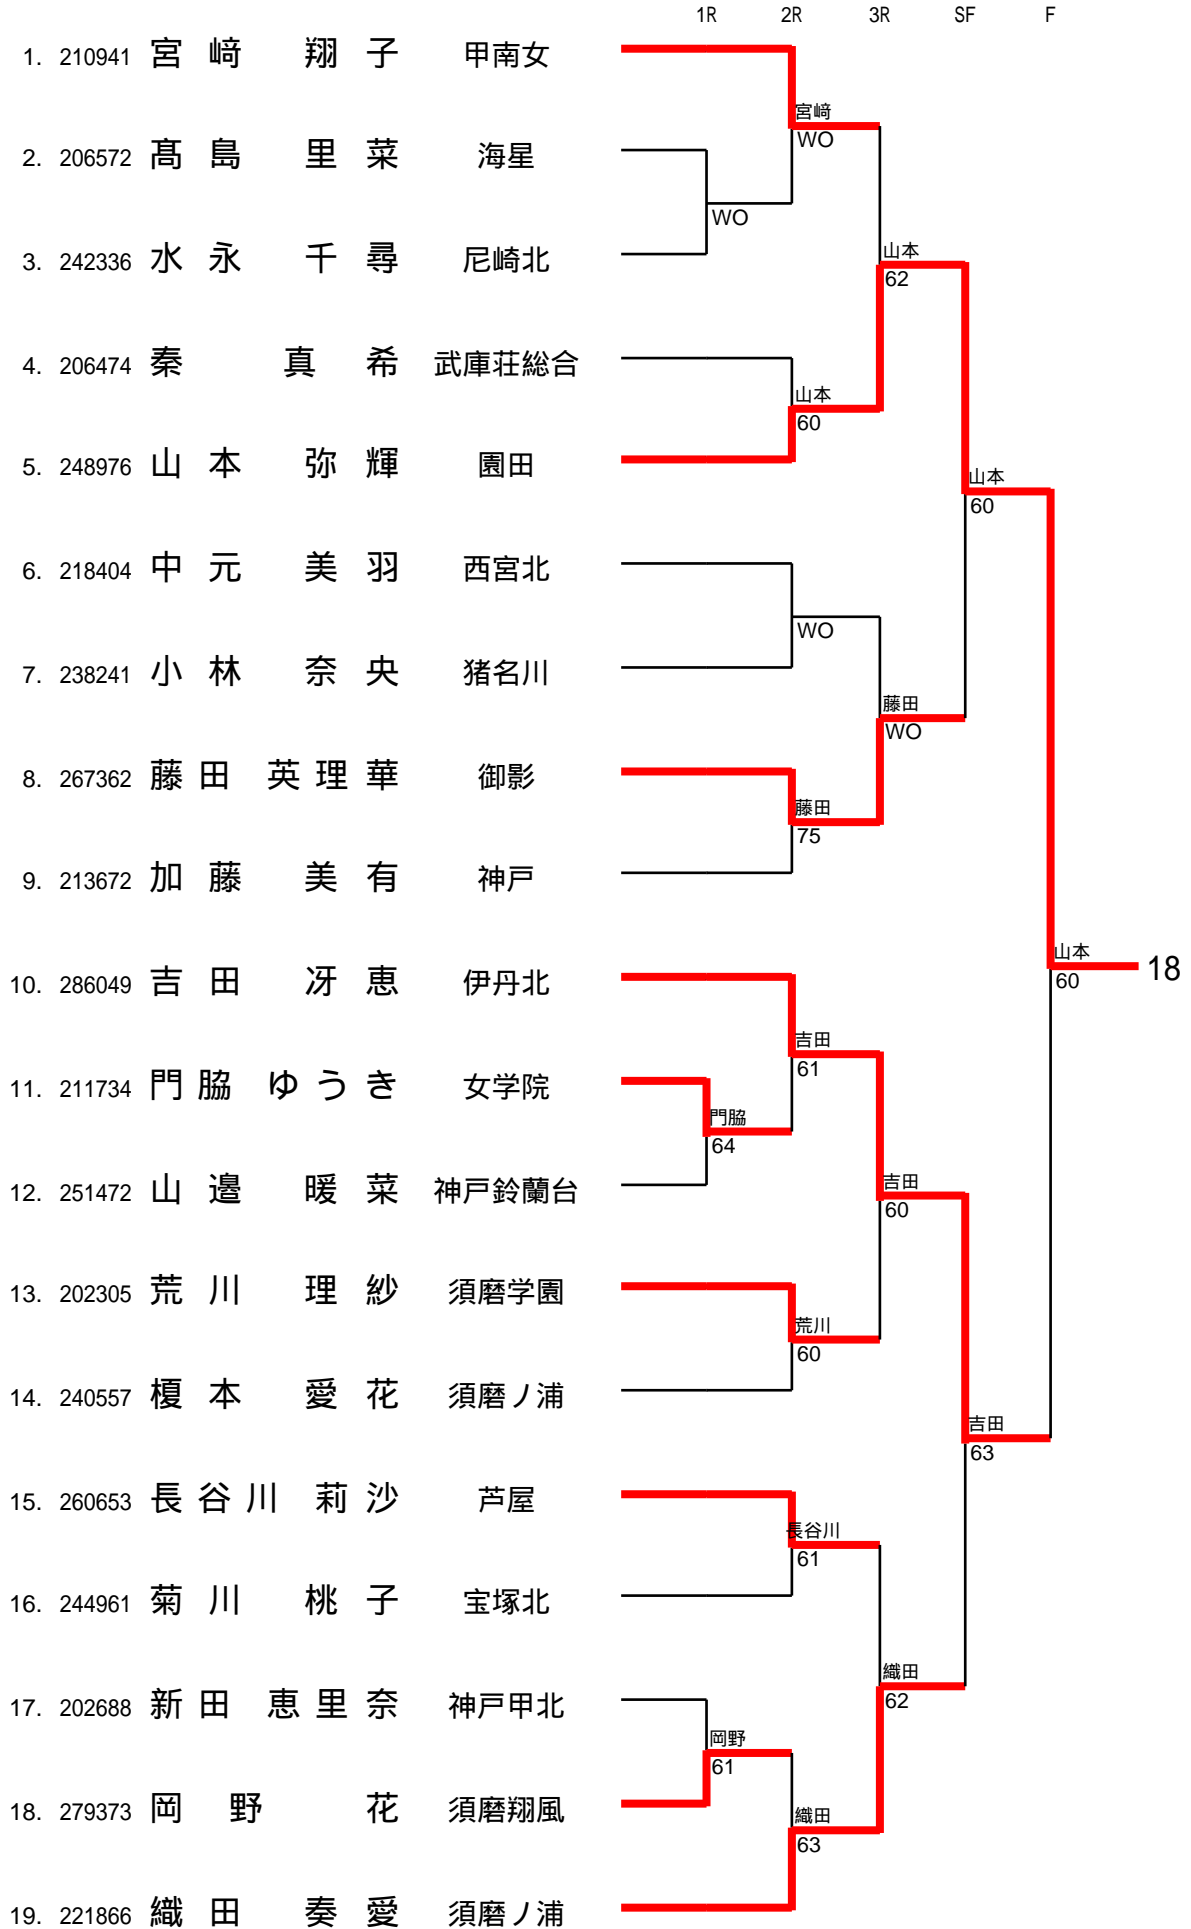 1R 2R 3R SF F
1. 210941 宮﨑 翔子 甲南女
宮﨑
WO
2. 206572 髙島 里菜 海星
WO
3. 242336 水永 千尋 尼崎北
山本
62
4. 206474 秦 真希 武庫荘総合
山本
60
5. 248976 山本 弥輝 園田
山本
60
6. 218404 中元 美羽 西宮北
WO
7. 238241 小林 奈央 猪名川
藤田
WO
8. 267362 藤田 英理華 御影
藤田
75
9. 213672 加藤 美有 神戸
山本
60 18
10. 286049 吉田 冴恵 伊丹北
吉田
61
11. 211734 門脇 ゆうき 女学院
門脇
64
12. 251472 山邉 暖菜 神戸鈴蘭台
吉田
60
13. 202305 荒川 理紗 須磨学園
荒川
60
14. 240557 榎本 愛花 須磨ノ浦
吉田
63
15. 260653 長谷川 莉沙 芦屋
長谷川
61
16. 244961 菊川 桃子 宝塚北
織田
62
17. 202688 新田 恵里奈 神戸甲北
岡野
61
18. 279373 岡野 花 須磨翔風
織田
63
19. 221866 織田 奏愛 須磨ノ浦